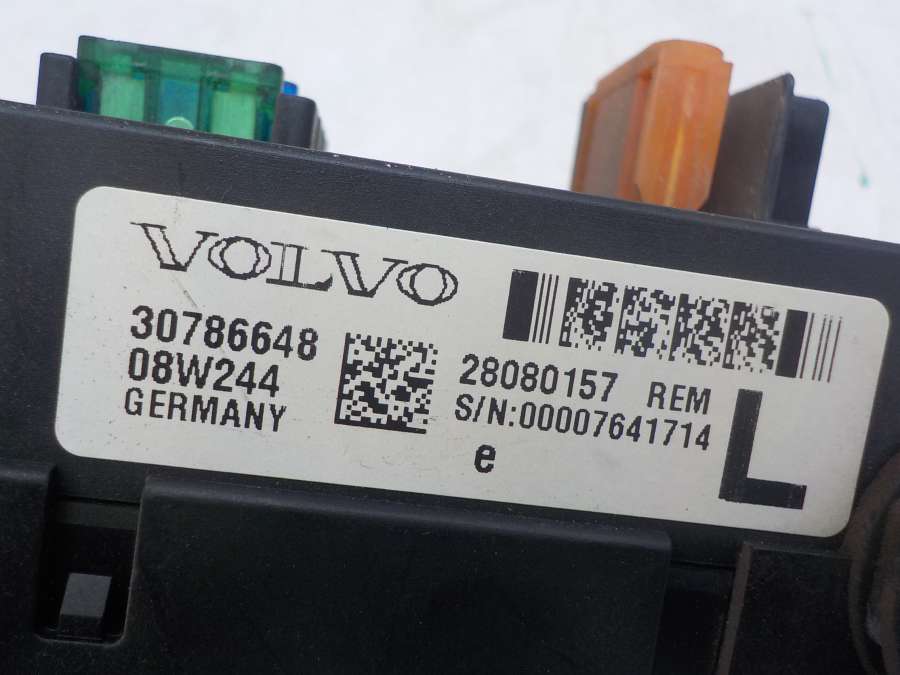 VOLVO
30786648
08W244
GERMANY
28080157 REM
S/N:00007641714
e
L